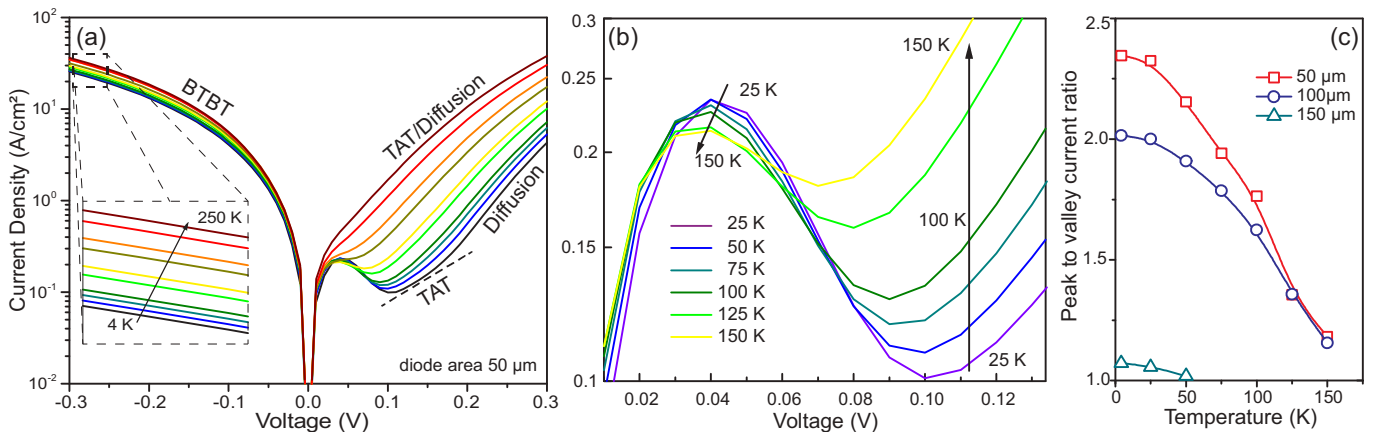 (a)
BTBT
TAT/Diffusion
Diffusion
TAT
250 K
4 K
diode area 50 µm
10²
10¹
10⁰
10⁻¹
10⁻²
Current Density (A/cm²)
-0.3 -0.2 -0.1 0.0 0.1 0.2 0.3
Voltage (V)
(b)
25 K
150 K
150 K
100 K
25 K
25 K
50 K
75 K
100 K
125 K
150 K
0.25
0.2
0.15
0.1
0.02 0.04 0.06 0.08 0.10 0.12
Voltage (V)
(c)
50 µm
100µm
150 µm
2.5
2.0
1.5
1.0
Peak to valley current ratio
0 25 50 75 100 125 150
Temperature (K)